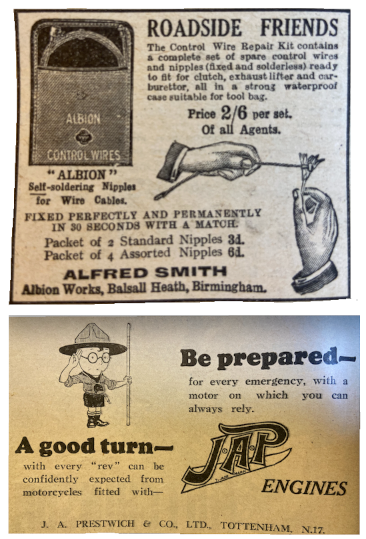 ROADSIDE FRIENDS
The Control Wire Repair Kit contains
a complete set of spare control wires
and nipples (fixed and solderless) ready
to fit for clutch, exhaust lifter and car-
burettor, all in a strong waterproof
case suitable for tool bag.
Price 2/6 per set.
Of all Agents.
ALBION
CONTROL WIRES
"ALBION"
Self-soldering Nipples
for Wire Cables.
FIXED PERFECTLY AND PERMANENTLY
IN 30 SECONDS WITH A MATCH.
Packet of 2 Standard Nipples 3d.
Packet of 4 Assorted Nipples 6d.
ALFRED SMITH
Albion Works, Balsall Heath, Birmingham.
Be prepared—
for every emergency, with a
motor on which you can
always rely.
A good turn—
with every "rev" can be
confidently expected from
motorcycles fitted with—
JAP
ENGINES
J. A. PRESTWICH & CO., LTD., TOTTENHAM, N.17.